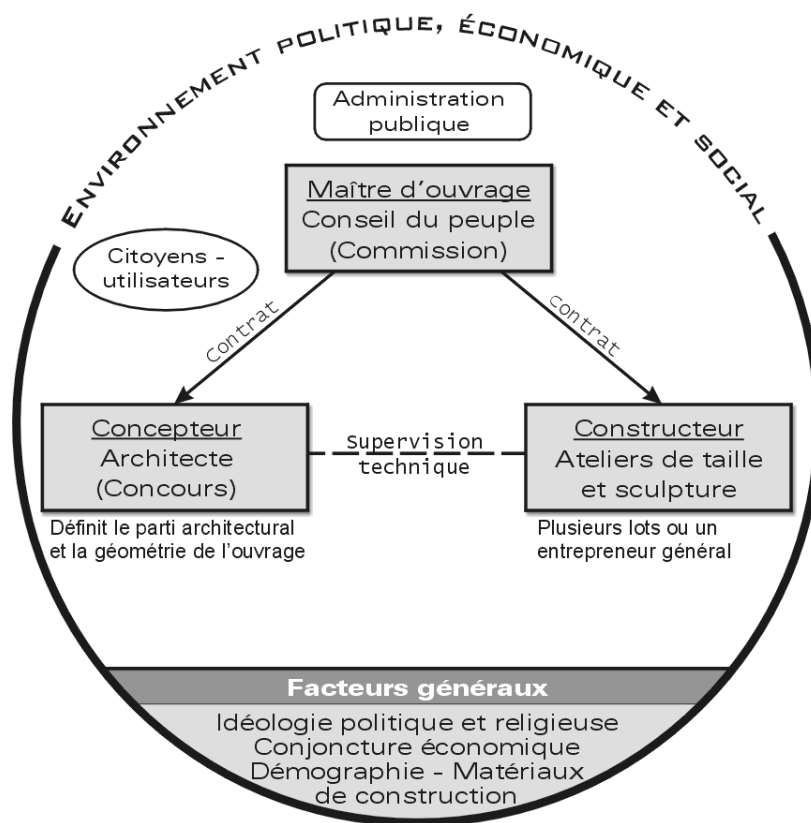 ENVIRONNEMENT POLITIQUE, ÉCONOMIQUE ET SOCIAL
Administration
publique
Maître d'ouvrage
Conseil du peuple
(Commission)
Citoyens -
utilisateurs
Contrat
Contrat
Concepteur
Architecte
(Concours)
Supervision
technique
Constructeur
Ateliers de taille
et sculpture
Définit le parti architectural
et la géométrie de l'ouvrage
Plusieurs lots ou un
entrepreneur général
Facteurs généraux
Idéologie politique et religieuse
Conjoncture économique
Démographie - Matériaux
de construction